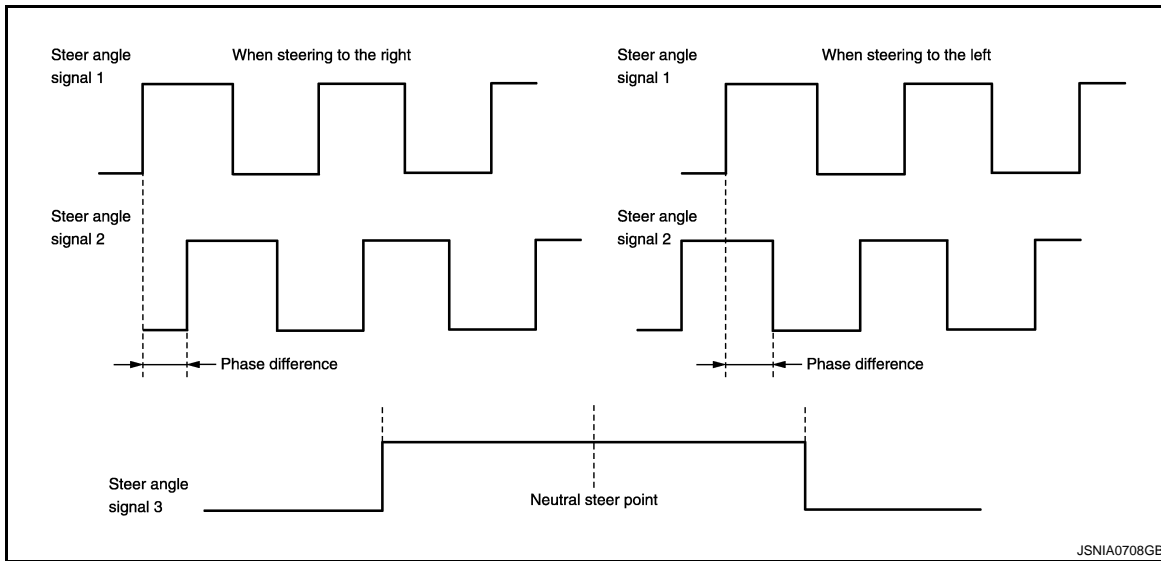 Steer angle
signal 1
When steering to the right
Steer angle
signal 1
When steering to the left
Steer angle
signal 2
Steer angle
signal 2
Phase difference
Phase difference
Steer angle
signal 3
Neutral steer point
JSNIA0708GB